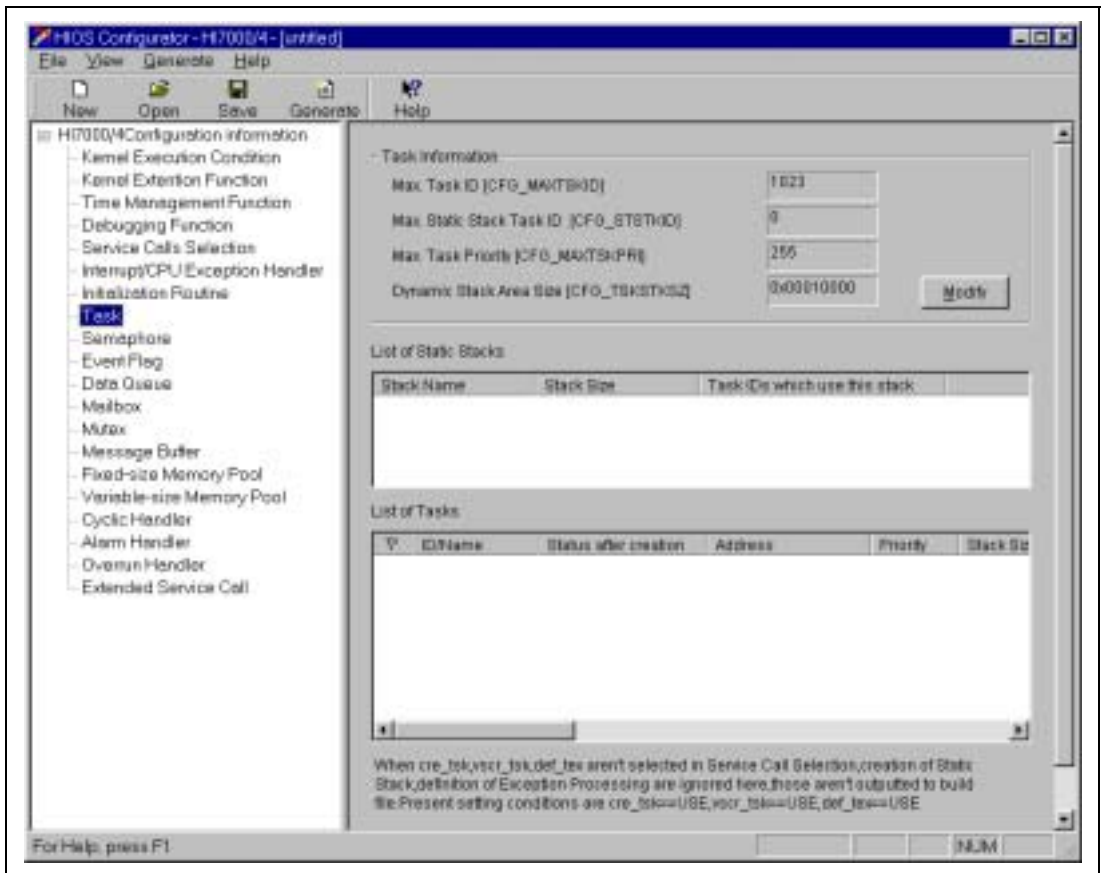 HIOS Configurator - HI7000/4 - [untitled]
File View Generate Help
New Open Save Generate Help
HI7000/4Configuration information
Kernel Execution Condition
Kernel Extention Function
Time Management Function
Debugging Function
Service Calls Selection
Interrupt/CPU Exception Handler
Initialization Routine
Task
Semaphore
Event Flag
Data Queue
Mailbox
Mutex
Message Buffer
Fixed-size Memory Pool
Variable-size Memory Pool
Cyclic Handler
Alarm Handler
Overrun Handler
Extended Service Call
Task Information
Max. Task ID [CFG_MAXTSKID] 1023
Max. Static Stack Task ID [CFG_STSTKID] 0
Max. Task Priority [CFG_MAXTSKPRI] 255
Dynamic Stack Area Size [CFG_TSKSTKSZ] 0x00010000 Modify
List of Static Stacks
Stack Name Stack Size Task IDs which use this stack
List of Tasks
ID/Name Status after creation Address Priority Stack Siz
When cre_tsk,vscr_tsk,def_tex aren't selected in Service Call Selection,creation of Static
Stack,definition of Exception Processing are ignored here,those aren't outputted to build
file.Present setting conditions are cre_tsk==USE,vscr_tsk==USE,def_tex==USE
For Help, press F1 NUM